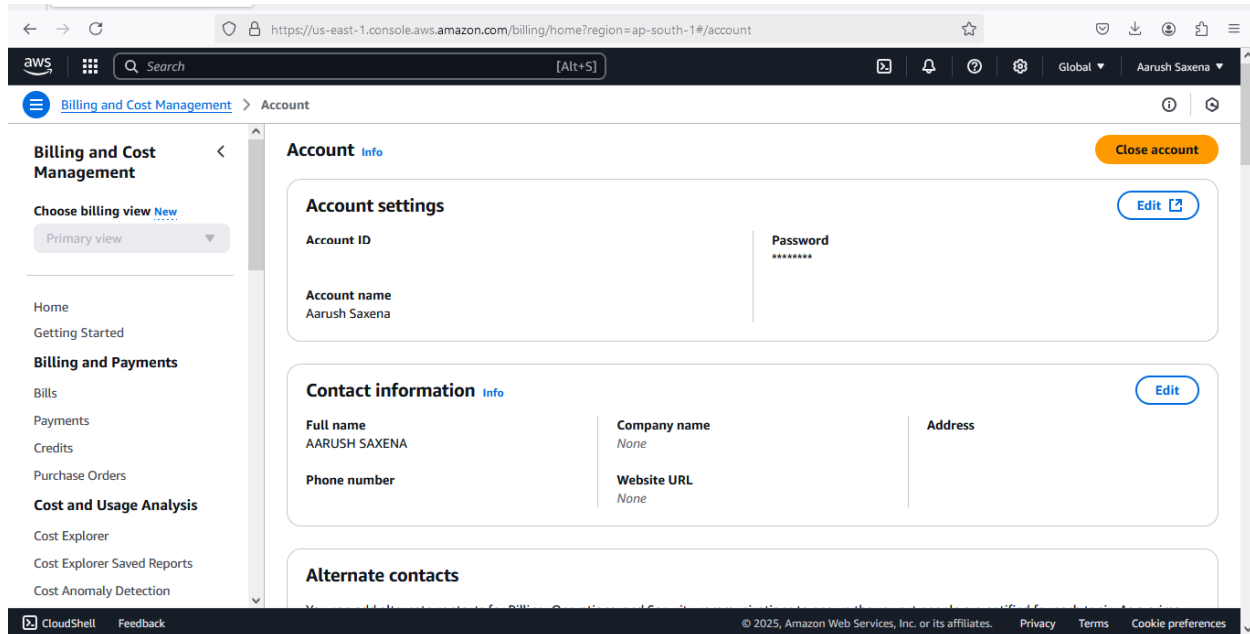 https://us-east-1.console.aws.amazon.com/billing/home?region=ap-south-1#/account
aws
Search
[Alt+S]
Global
Aarush Saxena
Billing and Cost Management > Account
Billing and Cost
Management
Choose billing view New
Primary view
Home
Getting Started
Billing and Payments
Bills
Payments
Credits
Purchase Orders
Cost and Usage Analysis
Cost Explorer
Cost Explorer Saved Reports
Cost Anomaly Detection
Account Info
Close account
Account settings
Edit
Account ID
Password
********
Account name
Aarush Saxena
Contact information Info
Edit
Full name
AARUSH SAXENA
Company name
None
Address
Phone number
Website URL
None
Alternate contacts
CloudShell
Feedback
© 2025, Amazon Web Services, Inc. or its affiliates.
Privacy
Terms
Cookie preferences